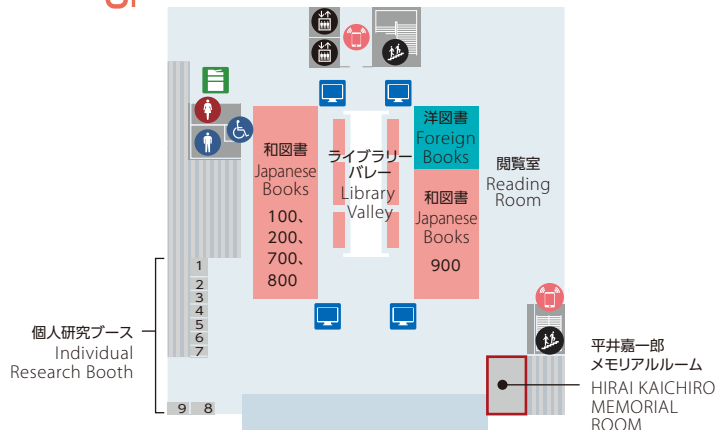 和図書
Japanese
Books
100、
200、
700、
800
ライブラリー
バレー
Library
Valley
洋図書
Foreign
Books
和図書
Japanese
Books
900
閲覧室
Reading
Room
1
2
3
4
5
6
7
9 8
個人研究ブース
Individual
Research Booth
平井嘉一郎
メモリアルルーム
HIRAI KAICHIRO
MEMORIAL
ROOM